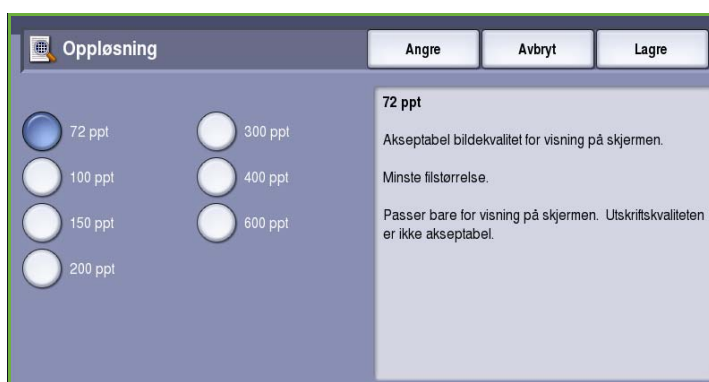 Oppløsning
Angre
Avbryt
Lagre
72 ppt
100 ppt
150 ppt
200 ppt
300 ppt
400 ppt
600 ppt
72 ppt
Akseptabel bildekvalitet for visning på skjermen.
Minste filstørrelse.
Passer bare for visning på skjermen. Utskriftskvaliteten
er ikke akseptabel.